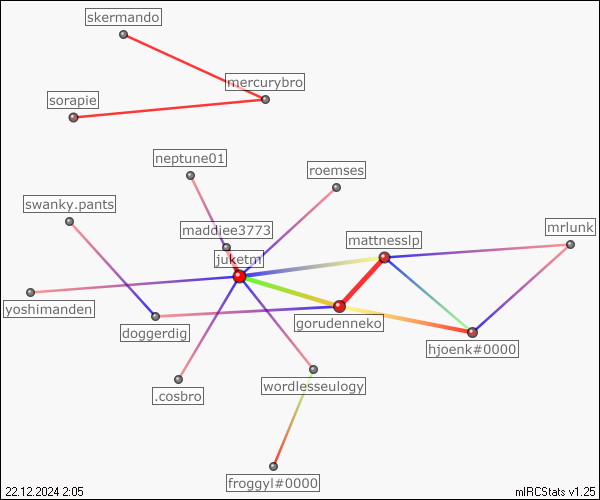 skermando
mercurybro
sorapie
neptune01
roemses
swanky.pants
maddiee3773
mrlunk
mattnesslp
juketm
yoshimanden
gorudenneko
doggerdig
hjoenk#0000
wordlesseulogy
.cosbro
froggyl#0000
22.12.2024 2:05
mIRCStats v1.25